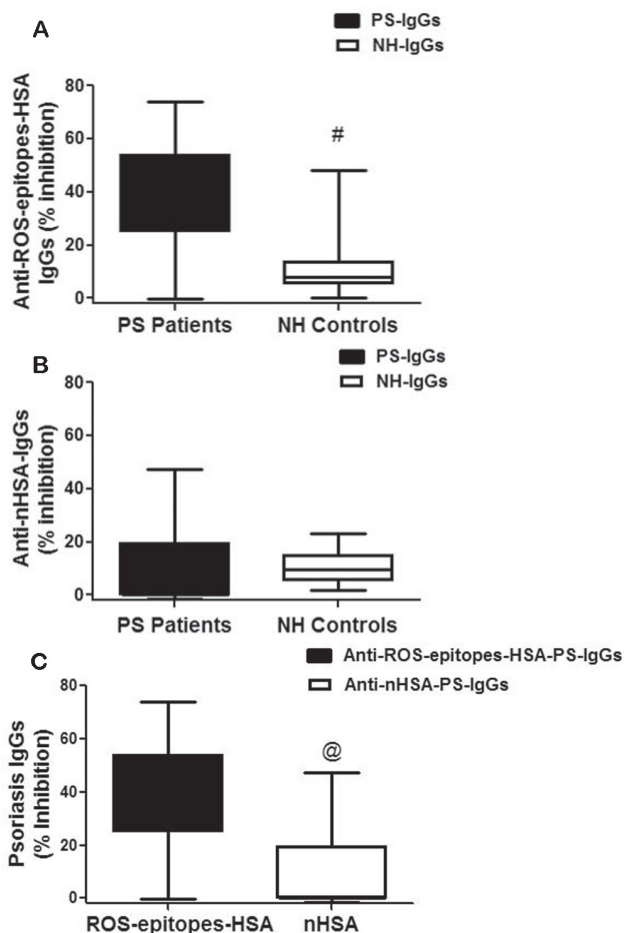 A
PS-IgGs
NH-IgGs
Anti-ROS-epitopes-HSA
IgGs (% inhibition)
80
60
40
20
0
#
PS Patients NH Controls
B
PS-IgGs
NH-IgGs
Anti-nHSA-IgGs
(% inhibition)
80
60
40
20
0
PS Patients NH Controls
C
Anti-ROS-epitopes-HSA-PS-IgGs
Anti-nHSA-PS-IgGs
Psoriasis IgGs
(% Inhibition)
80
60
40
20
0
@
ROS-epitopes-HSA nHSA